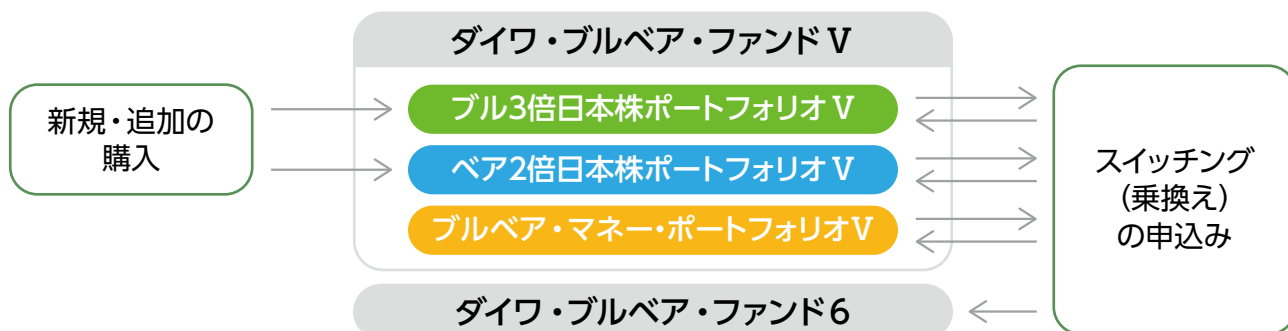 ダイワ・ブルベア・ファンドⅤ
新規・追加の
購入
ブル3倍日本株ポートフォリオⅤ
ベア2倍日本株ポートフォリオⅤ
ブルベア・マネー・ポートフォリオⅤ
スイッチング
(乗換え)
の申込み
ダイワ・ブルベア・ファンド6